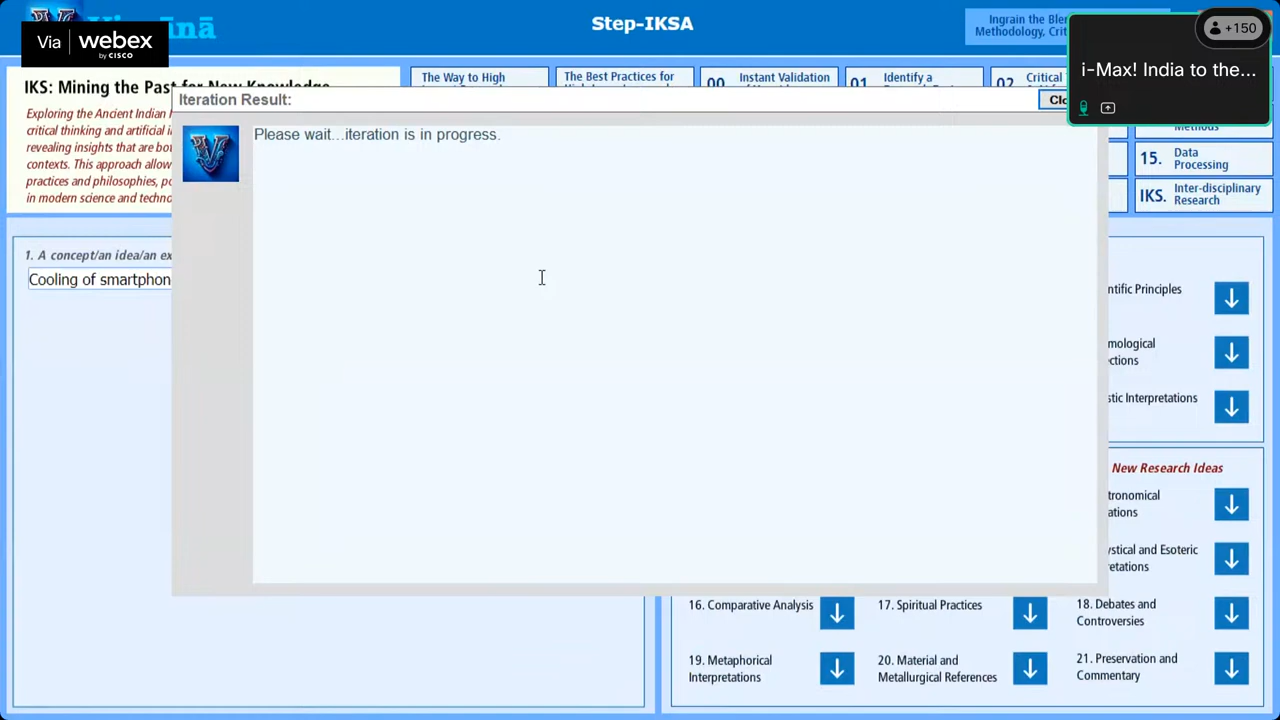 Via webex
by CISCO
Step-IKSA
Ingrain the Ble
Methodology, Crit
+150
i-Max! India to the...
IKS: Mining the Past for New Knowledge
Exploring the Ancient Indian
critical thinking and artificial i
revealing insights that are bot
contexts. This approach allow
practices and philosophies, po
in modern science and techno
The Way to High
The Best Practices for
00 Instant Validation
01 Identify a
02 Critical
Methods
15. Data
Processing
IKS. Inter-disciplinary
Research
Iteration Result:
Clo
Please wait...iteration is in progress.
1. A concept/an idea/an ex
Cooling of smartphon
ntific Principles
mological
ctions
stic Interpretations
New Research Ideas
tronomical
ations
ystical and Esoteric
retations
16. Comparative Analysis
17. Spiritual Practices
18. Debates and
Controversies
19. Metaphorical
Interpretations
20. Material and
Metallurgical References
21. Preservation and
Commentary